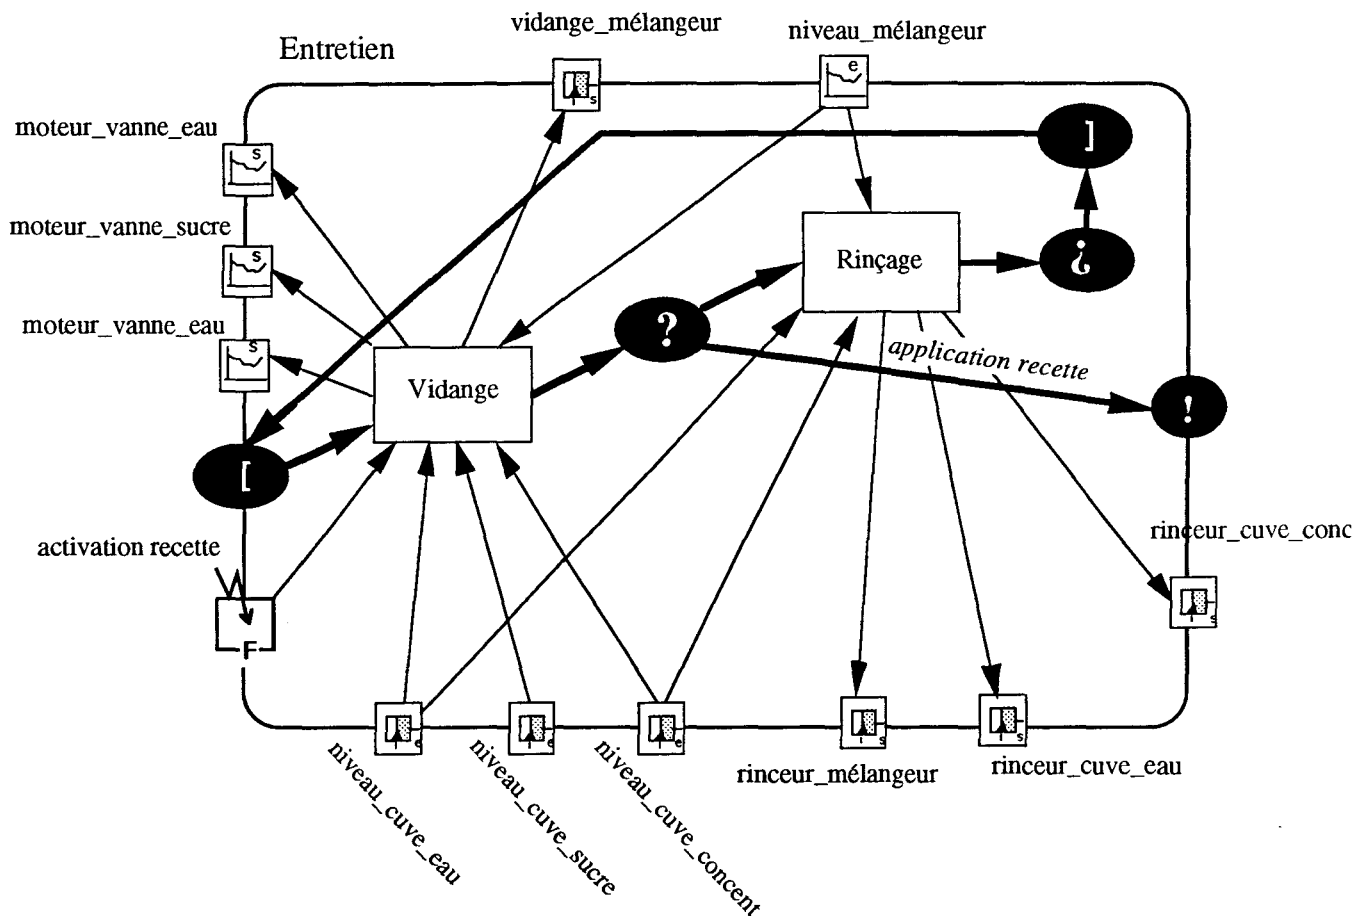 vidange_mélangeur
niveau_mélangeur
Entretien
e
s
moteur_vanne_eau
s
]
moteur_vanne_sucre
s
Rinçage
¿
moteur_vanne_eau
s
?
application recette
Vidange
!
[
activation recette
rinceur_cuve_conc
s
F
e
e
e
s
s
niveau_cuve_eau
niveau_cuve_sucre
niveau_cuve_concent
rinceur_mélangeur
rinceur_cuve_eau